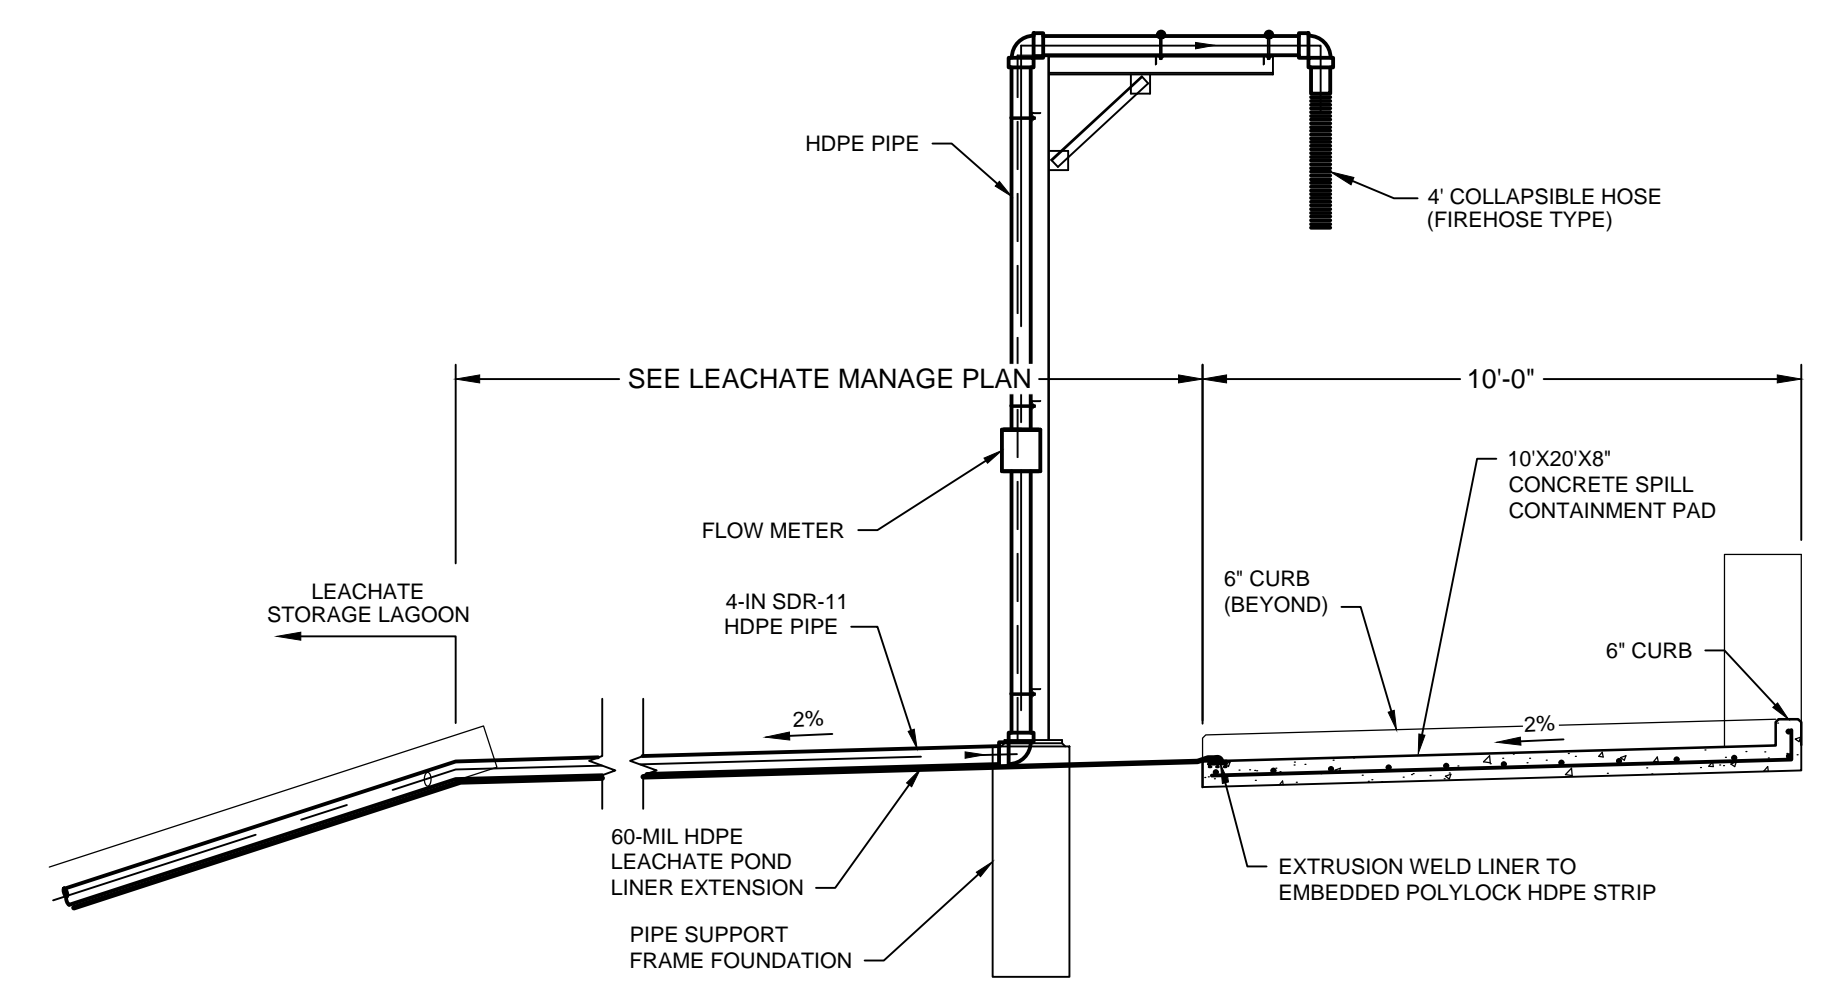 HDPE PIPE
4' COLLAPSIBLE HOSE
(FIREHOSE TYPE)
SEE LEACHATE MANAGE PLAN
10'-0"
10'X20'X8"
CONCRETE SPILL
CONTAINMENT PAD
FLOW METER
LEACHATE
STORAGE LAGOON
4-IN SDR-11
HDPE PIPE
6" CURB
(BEYOND)
6" CURB
2%
2%
60-MIL HDPE
LEACHATE POND
LINER EXTENSION
EXTRUSION WELD LINER TO
EMBEDDED POLYLOCK HDPE STRIP
PIPE SUPPORT
FRAME FOUNDATION